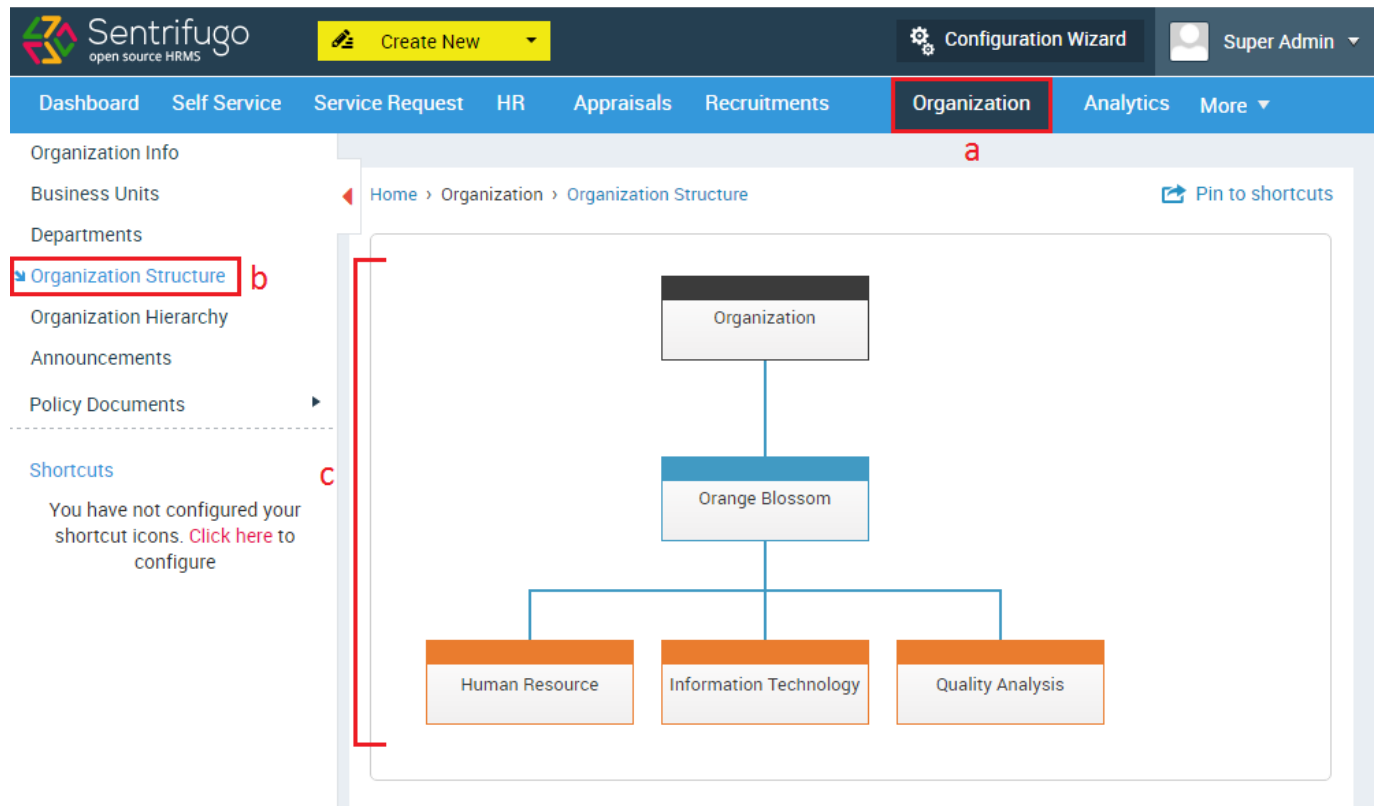 Sentrifugo
open source HRMS
Create New
Configuration Wizard
Super Admin
Dashboard Self Service Service Request HR Appraisals Recruitments Organization Analytics More
a
Organization Info
Business Units
Departments
Organization Structure
b
Organization Hierarchy
Announcements
Policy Documents
Shortcuts
You have not configured your
shortcut icons. Click here to
configure
c
Home › Organization › Organization Structure
Pin to shortcuts
Organization
Orange Blossom
Human Resource
Information Technology
Quality Analysis